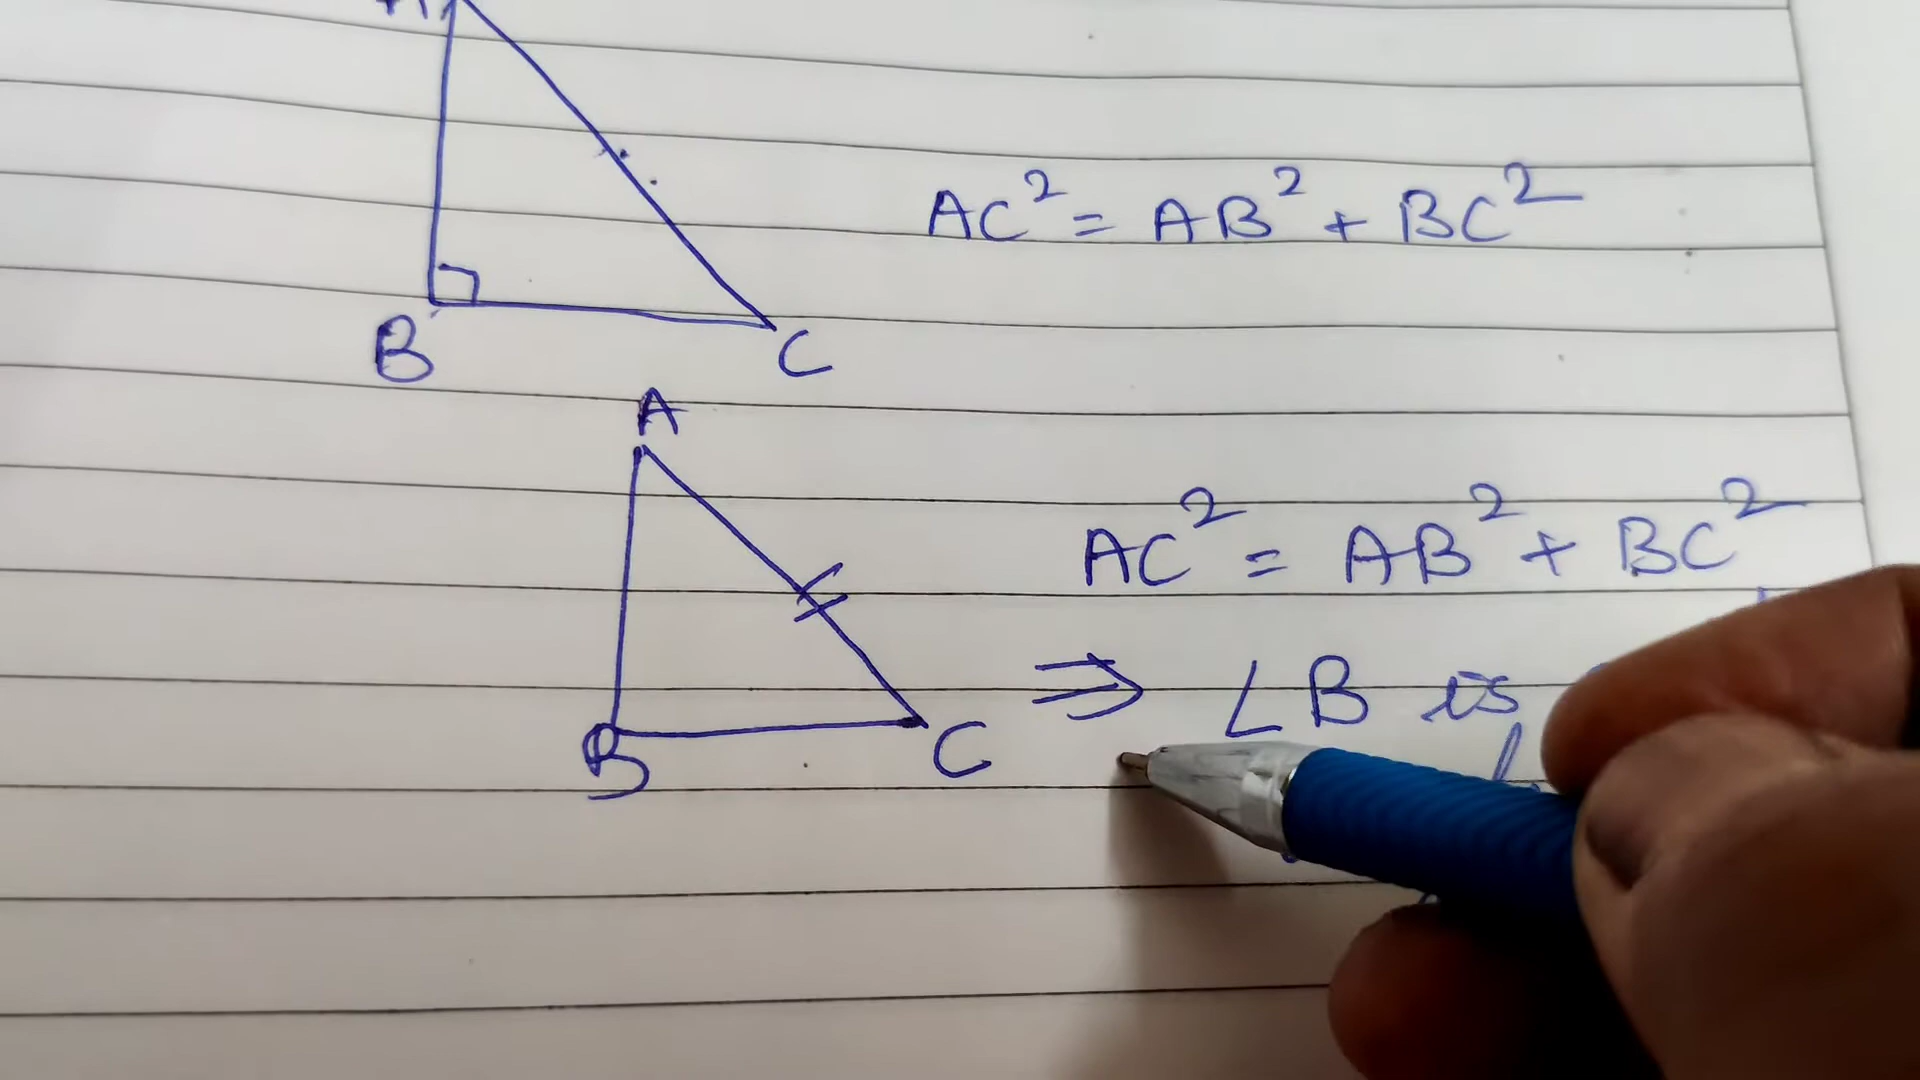 A
AC² = AB² + BC²
B
C
A
AC² = AB² + BC²
⇒ ∠B is
B
C